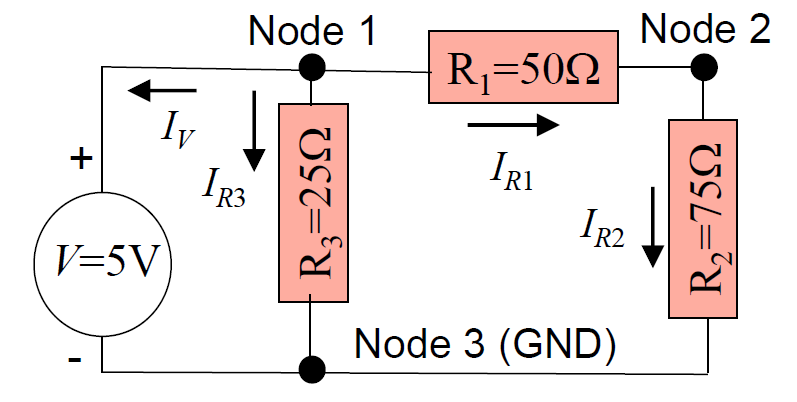 Node 1
Node 2
R1=50Ω
IV
IR3
IR1
+
V=5V
R3=25Ω
IR2
R2=75Ω
-
Node 3 (GND)